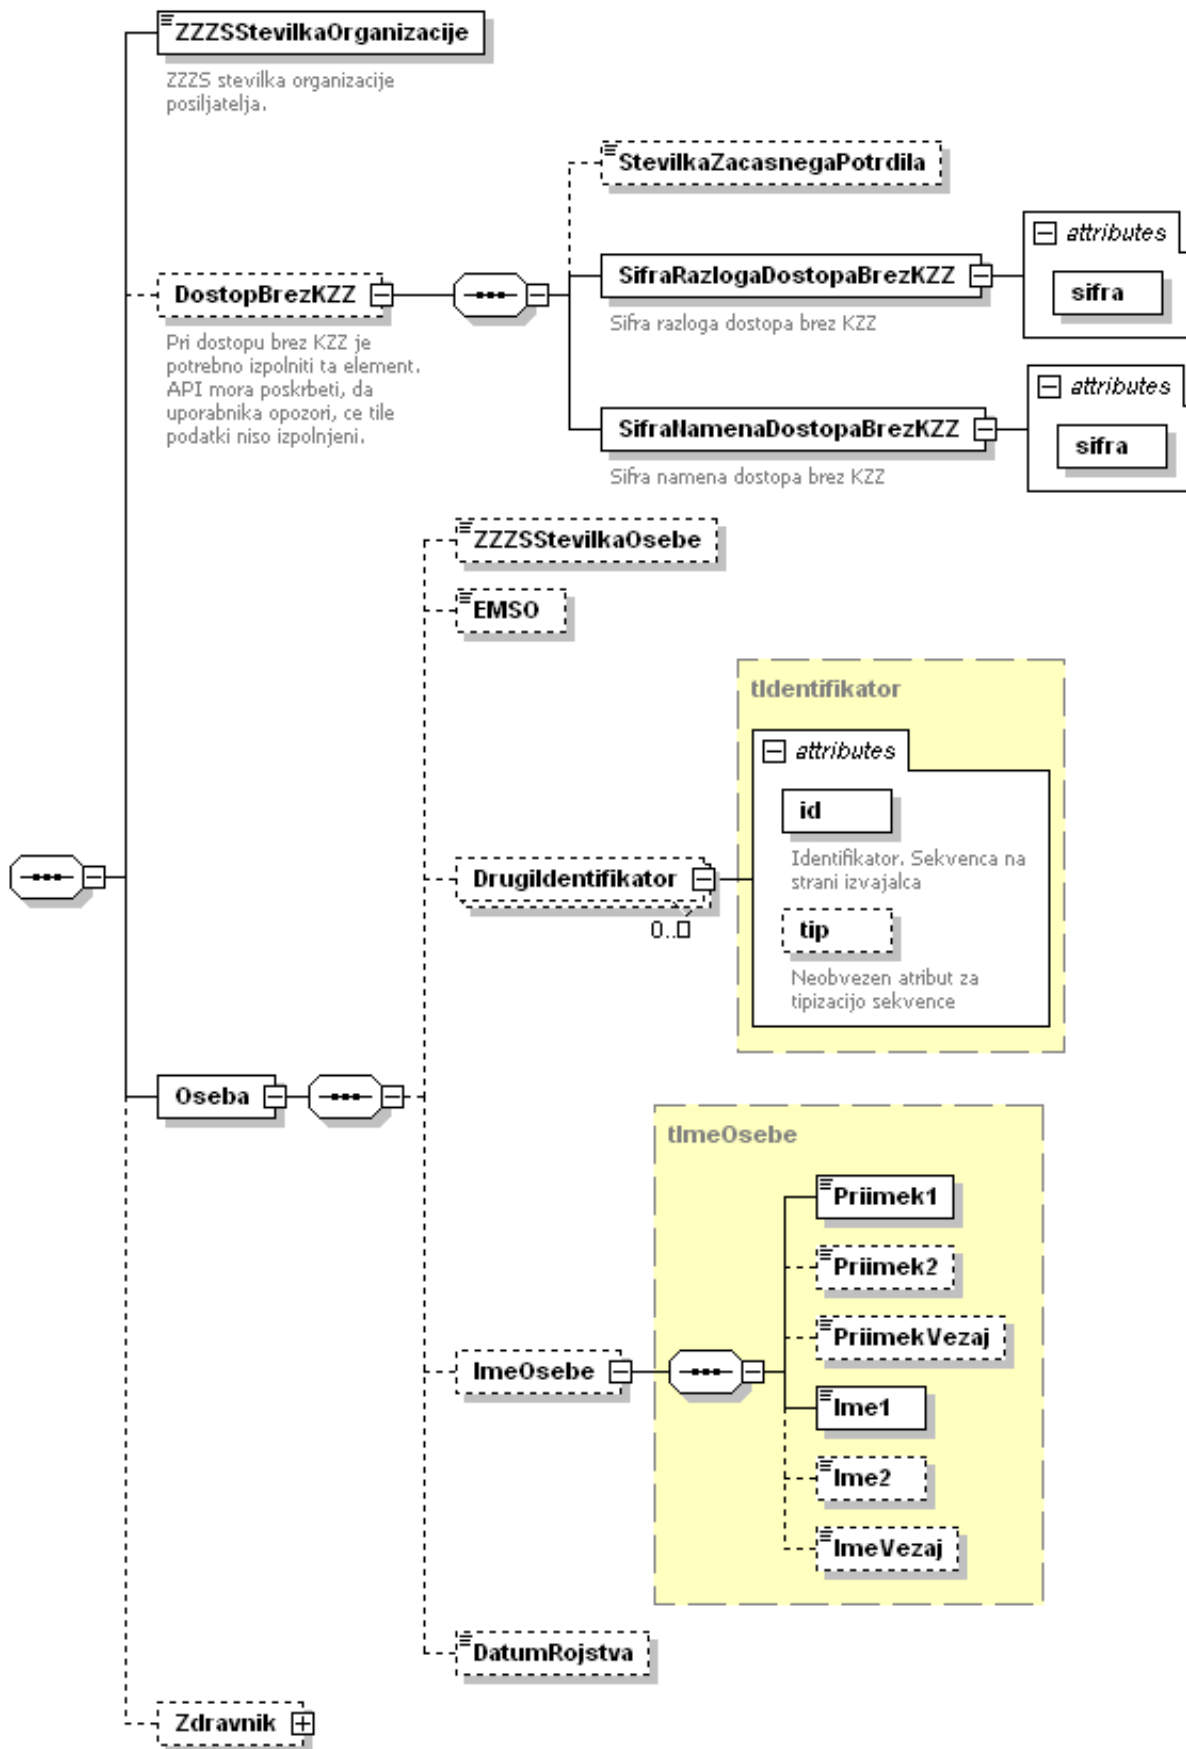 ZZZSStevilkaOrganizacije
ZZZS stevilka organizacije
posiljatelja.
StevilkaZacasnegaPotrdila
attributes
SifraRazlogaDostopaBrezKZZ
sifra
Sifra razloga dostopa brez KZZ
DostopBrezKZZ
Pri dostopu brez KZZ je
potrebno izpolniti ta element.
API mora poskrbeti, da
uporabnika opozori, ce tile
podatki niso izpolnjeni.
attributes
SifraNamenaDostopaBrezKZZ
sifra
Sifra namena dostopa brez KZZ
ZZZSStevilkaOsebe
EMSO
tIdentifikator
attributes
id
Identifikator. Sekvenca na
strani izvajalca
DrugiIdentifikator
0..
tip
Neobvezen atribut za
tipizacijo sekvence
Oseba
tImeOsebe
Priimek1
Priimek2
PriimekVezaj
ImeOsebe
Ime1
Ime2
ImeVezaj
DatumRojstva
Zdravnik